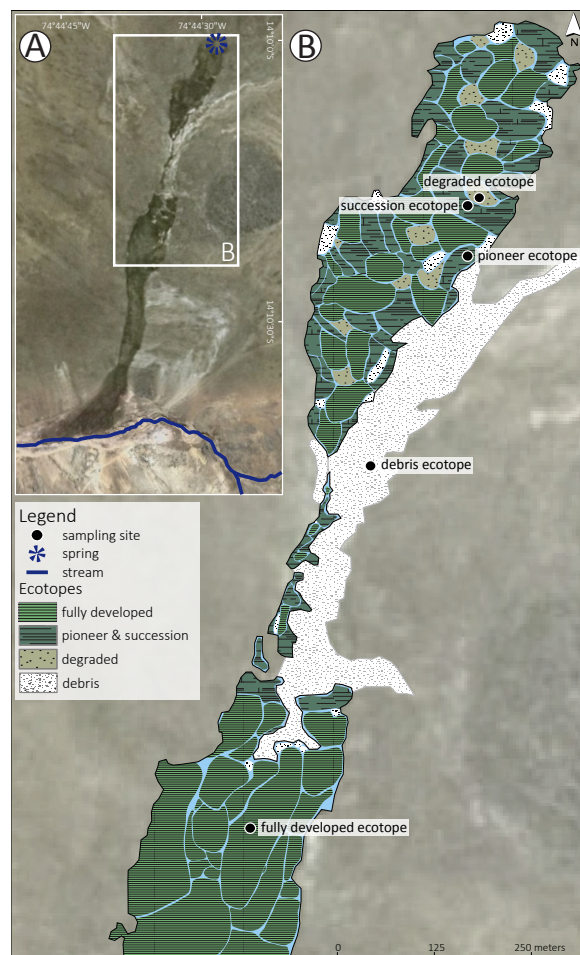 A
74°44'45"W
74°44'30"W
14°10'0"S
14°10'30"S
B
B
N
degraded ecotope
succession ecotope
pioneer ecotope
debris ecotope
fully developed ecotope
Legend
sampling site
spring
stream
Ecotopes
fully developed
pioneer & succession
degraded
debris
0 125 250 meters